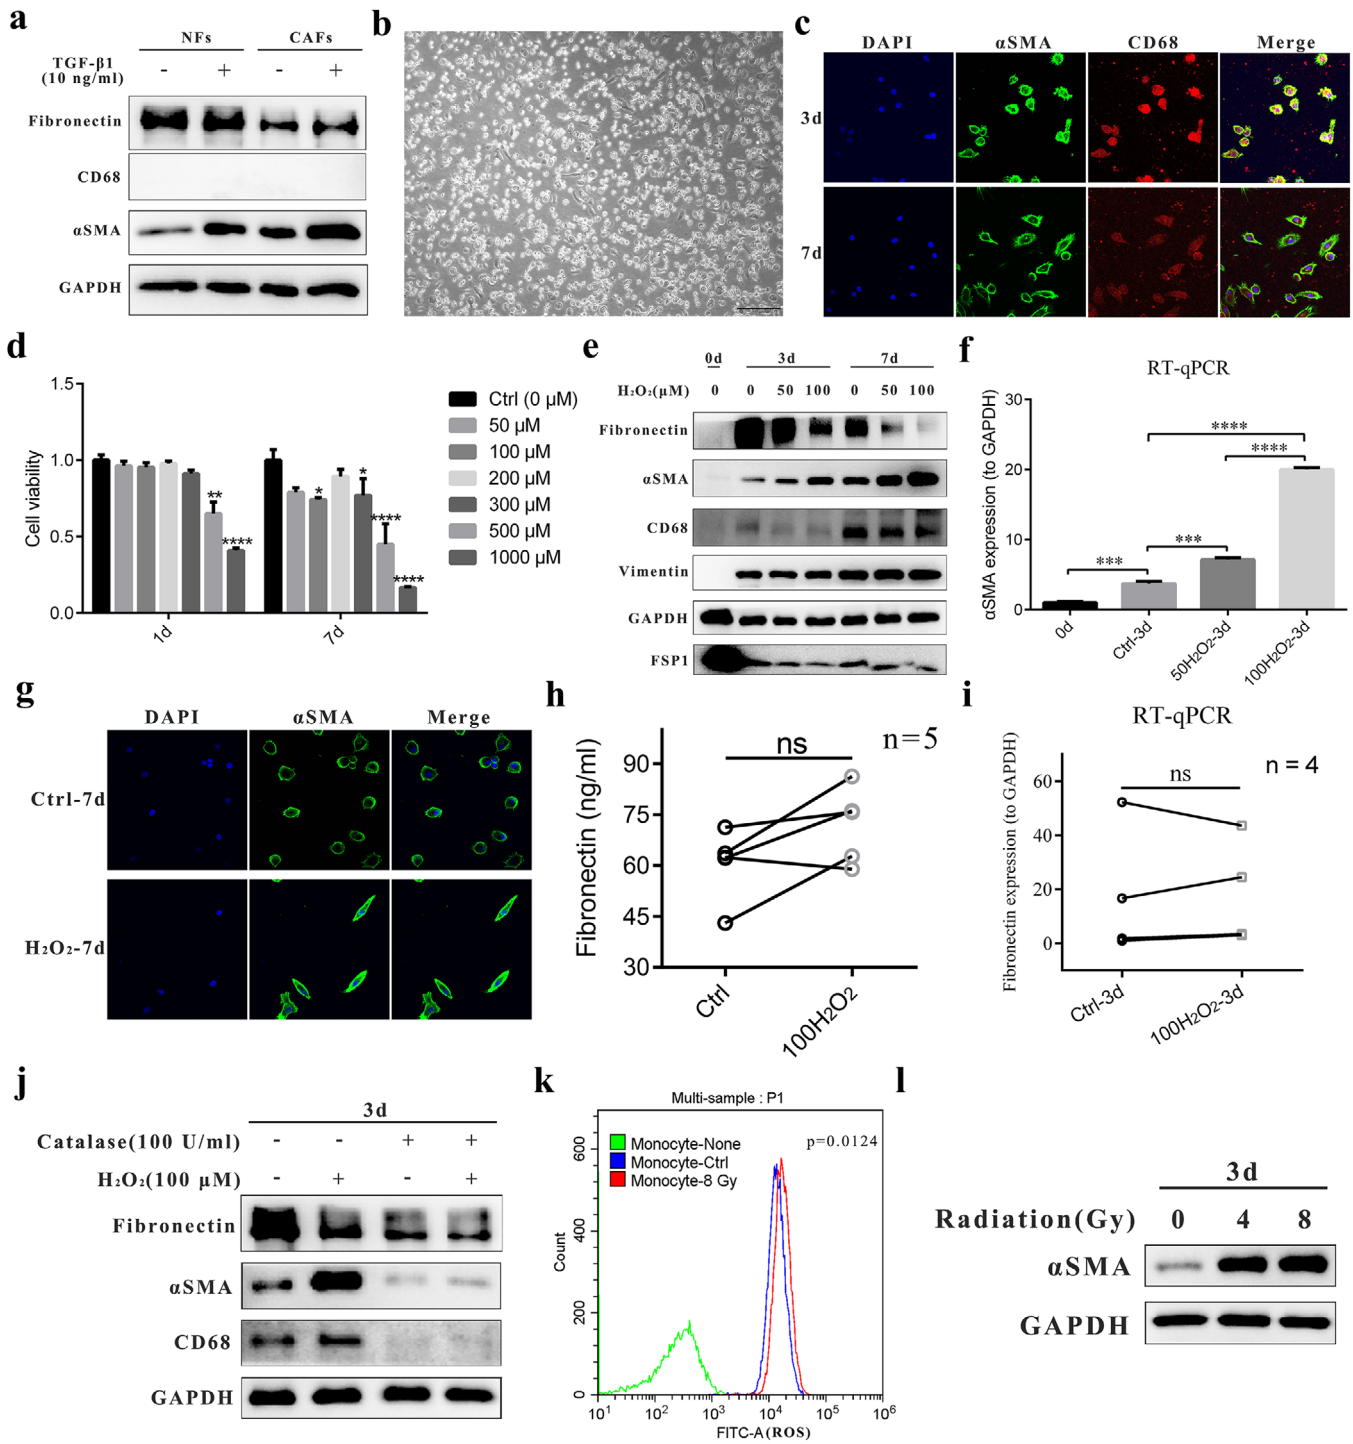 a
NFs CAFs
TGF-β1
(10 ng/ml)
- + - +
Fibronectin
CD68
αSMA
GAPDH
b
c
DAPI αSMA CD68 Merge
3d
7d
d
1.5
1.0
0.5
0.0
Cell viability
** **** * * **** ****
1d 7d
Ctrl (0 μM)
50 μM
100 μM
200 μM
300 μM
500 μM
1000 μM
e
0d 3d 7d
H₂O₂(μM) 0 0 50 100 0 50 100
Fibronectin
αSMA
CD68
Vimentin
GAPDH
FSP1
f
RT-qPCR
αSMA expression (to GAPDH)
30
20
10
0
****
****
***
***
0d Ctrl-3d 50H₂O₂-3d 100H₂O₂-3d
g
DAPI αSMA Merge
Ctrl-7d
H₂O₂-7d
h
Fibronectin (ng/ml)
90
75
60
45
30
ns
n=5
Ctrl 100H₂O₂
i
RT-qPCR
Fibronectin expression (to GAPDH)
60
40
20
0
ns
n = 4
Ctrl-3d 100H₂O₂-3d
j
3d
Catalase(100 U/ml) - - + +
H₂O₂(100 μM) - + - +
Fibronectin
αSMA
CD68
GAPDH
k
Multi-sample : P1
Monocyte-None
Monocyte-Ctrl
Monocyte-8 Gy
p=0.0124
Count
600
400
200
0
10¹ 10² 10³ 10⁴ 10⁵ 10⁶
FITC-A(ROS)
l
3d
Radiation(Gy) 0 4 8
αSMA
GAPDH